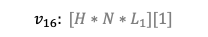 v₁₆: [H * N * L₁][1]